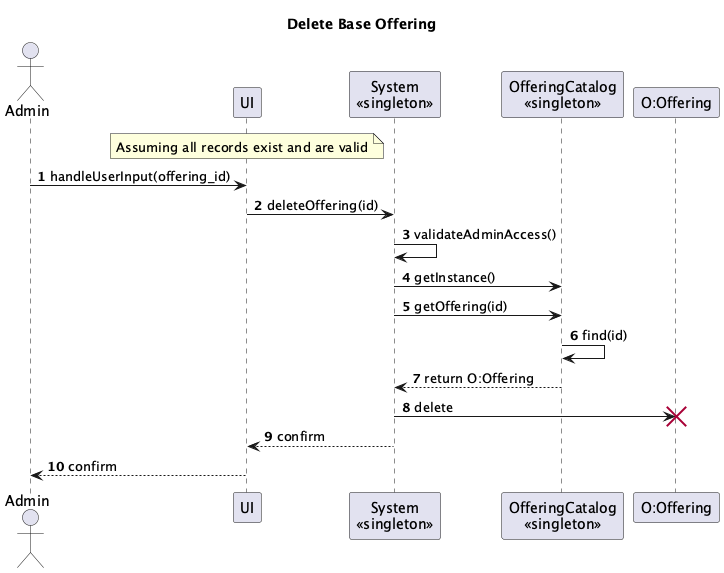 Delete Base Offering
Admin
UI
System
«singleton»
OfferingCatalog
«singleton»
O:Offering
Assuming all records exist and are valid
1 handleUserInput(offering_id)
2 deleteOffering(id)
3 validateAdminAccess()
4 getInstance()
5 getOffering(id)
6 find(id)
7 return O:Offering
8 delete
9 confirm
10 confirm
Admin
UI
System
«singleton»
OfferingCatalog
«singleton»
O:Offering